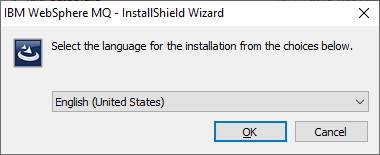 IBM WebSphere MQ - InstallShield Wizard
Select the language for the installation from the choices below.
English (United States)
OK
Cancel